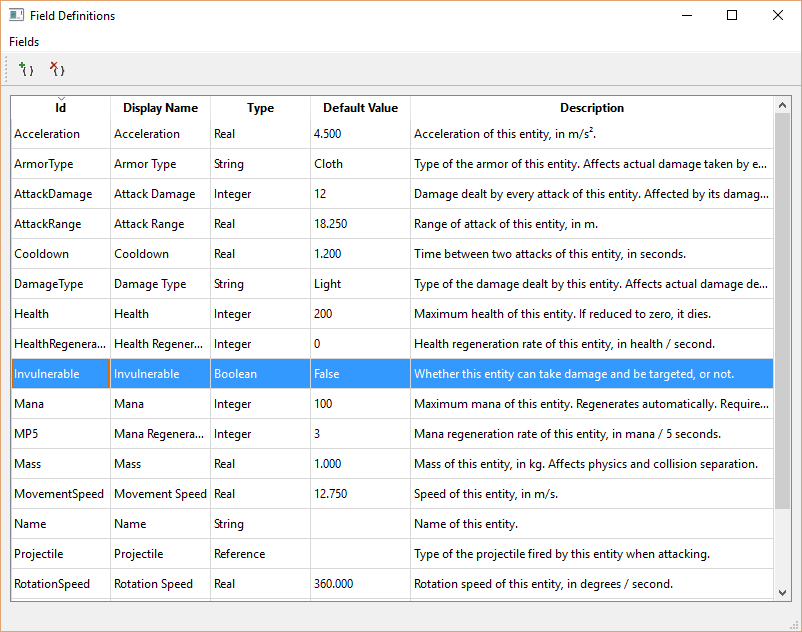 Field Definitions
Fields
{} {}
Id Display Name Type Default Value Description
Acceleration Acceleration Real 4.500 Acceleration of this entity, in m/s².
ArmorType Armor Type String Cloth Type of the armor of this entity. Affects actual damage taken by e...
AttackDamage Attack Damage Integer 12 Damage dealt by every attack of this entity. Affected by its damag...
AttackRange Attack Range Real 18.250 Range of attack of this entity, in m.
Cooldown Cooldown Real 1.200 Time between two attacks of this entity, in seconds.
DamageType Damage Type String Light Type of the damage dealt by this entity. Affects actual damage de...
Health Health Integer 200 Maximum health of this entity. If reduced to zero, it dies.
HealthRegenera... Health Regener... Integer 0 Health regeneration rate of this entity, in health / second.
Invulnerable Invulnerable Boolean False Whether this entity can take damage and be targeted, or not.
Mana Mana Integer 100 Maximum mana of this entity. Regenerates automatically. Require...
MP5 Mana Regenera... Integer 3 Mana regeneration rate of this entity, in mana / 5 seconds.
Mass Mass Real 1.000 Mass of this entity, in kg. Affects physics and collision separation.
MovementSpeed Movement Speed Real 12.750 Speed of this entity, in m/s.
Name Name String Name of this entity.
Projectile Projectile Reference Type of the projectile fired by this entity when attacking.
RotationSpeed Rotation Speed Real 360.000 Rotation speed of this entity, in degrees / second.